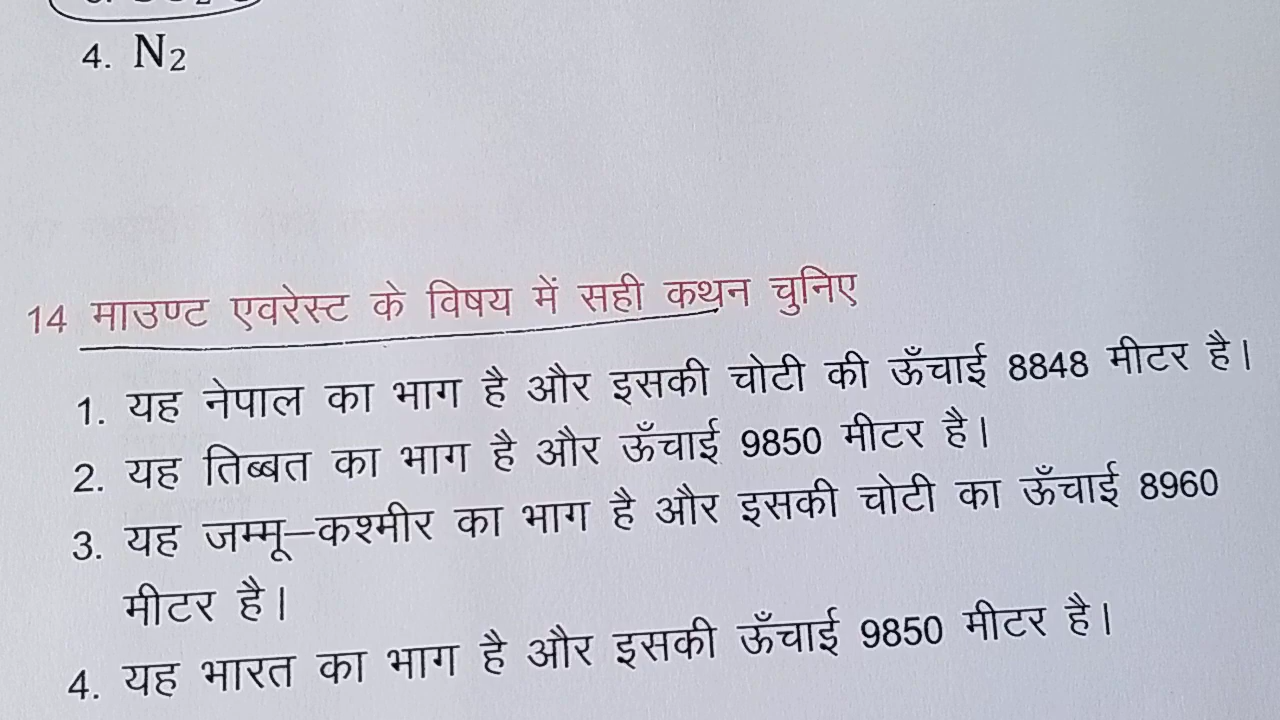 4. N2
14 माउण्ट एवरेस्ट के विषय में सही कथन चुनिए
1. यह नेपाल का भाग है और इसकी चोटी की ऊँचाई 8848 मीटर है।
2. यह तिब्बत का भाग है और ऊँचाई 9850 मीटर है।
3. यह जम्मू–कश्मीर का भाग है और इसकी चोटी का ऊँचाई 8960
मीटर है।
4. यह भारत का भाग है और इसकी ऊँचाई 9850 मीटर है।